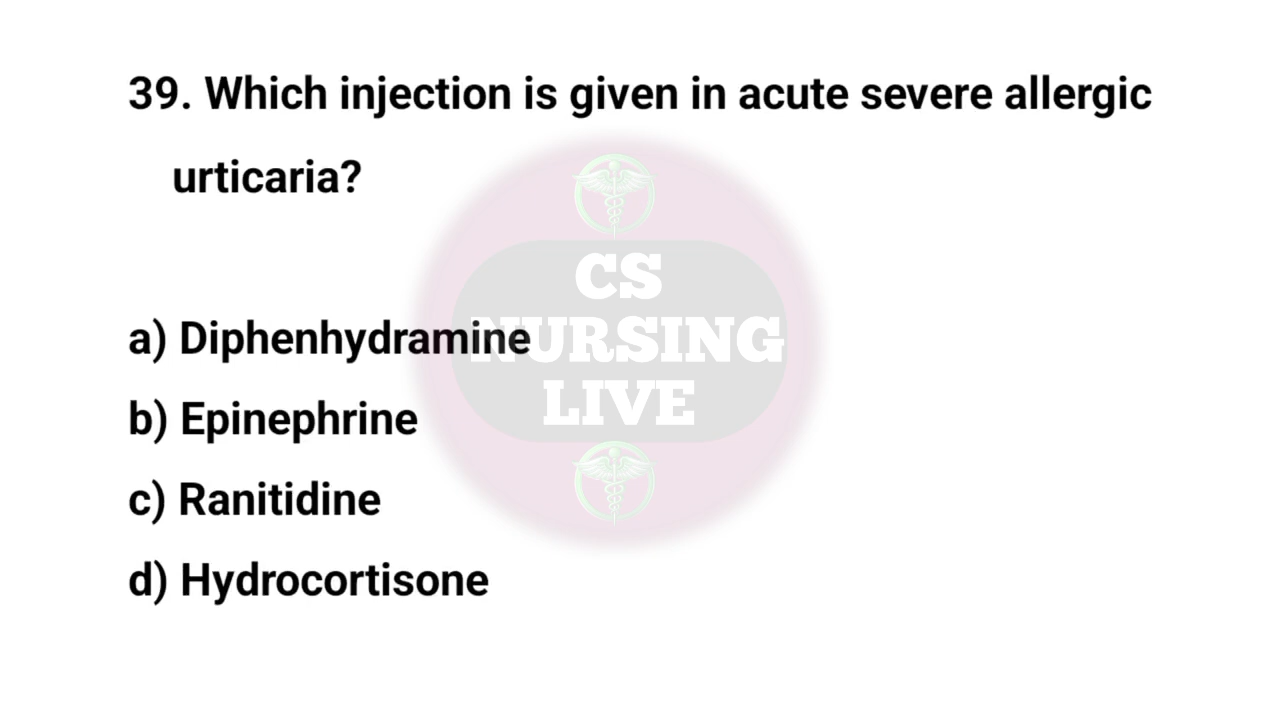 39. Which injection is given in acute severe allergic
urticaria?
CS
NURSING
LIVE
a) Diphenhydramine
b) Epinephrine
c) Ranitidine
d) Hydrocortisone